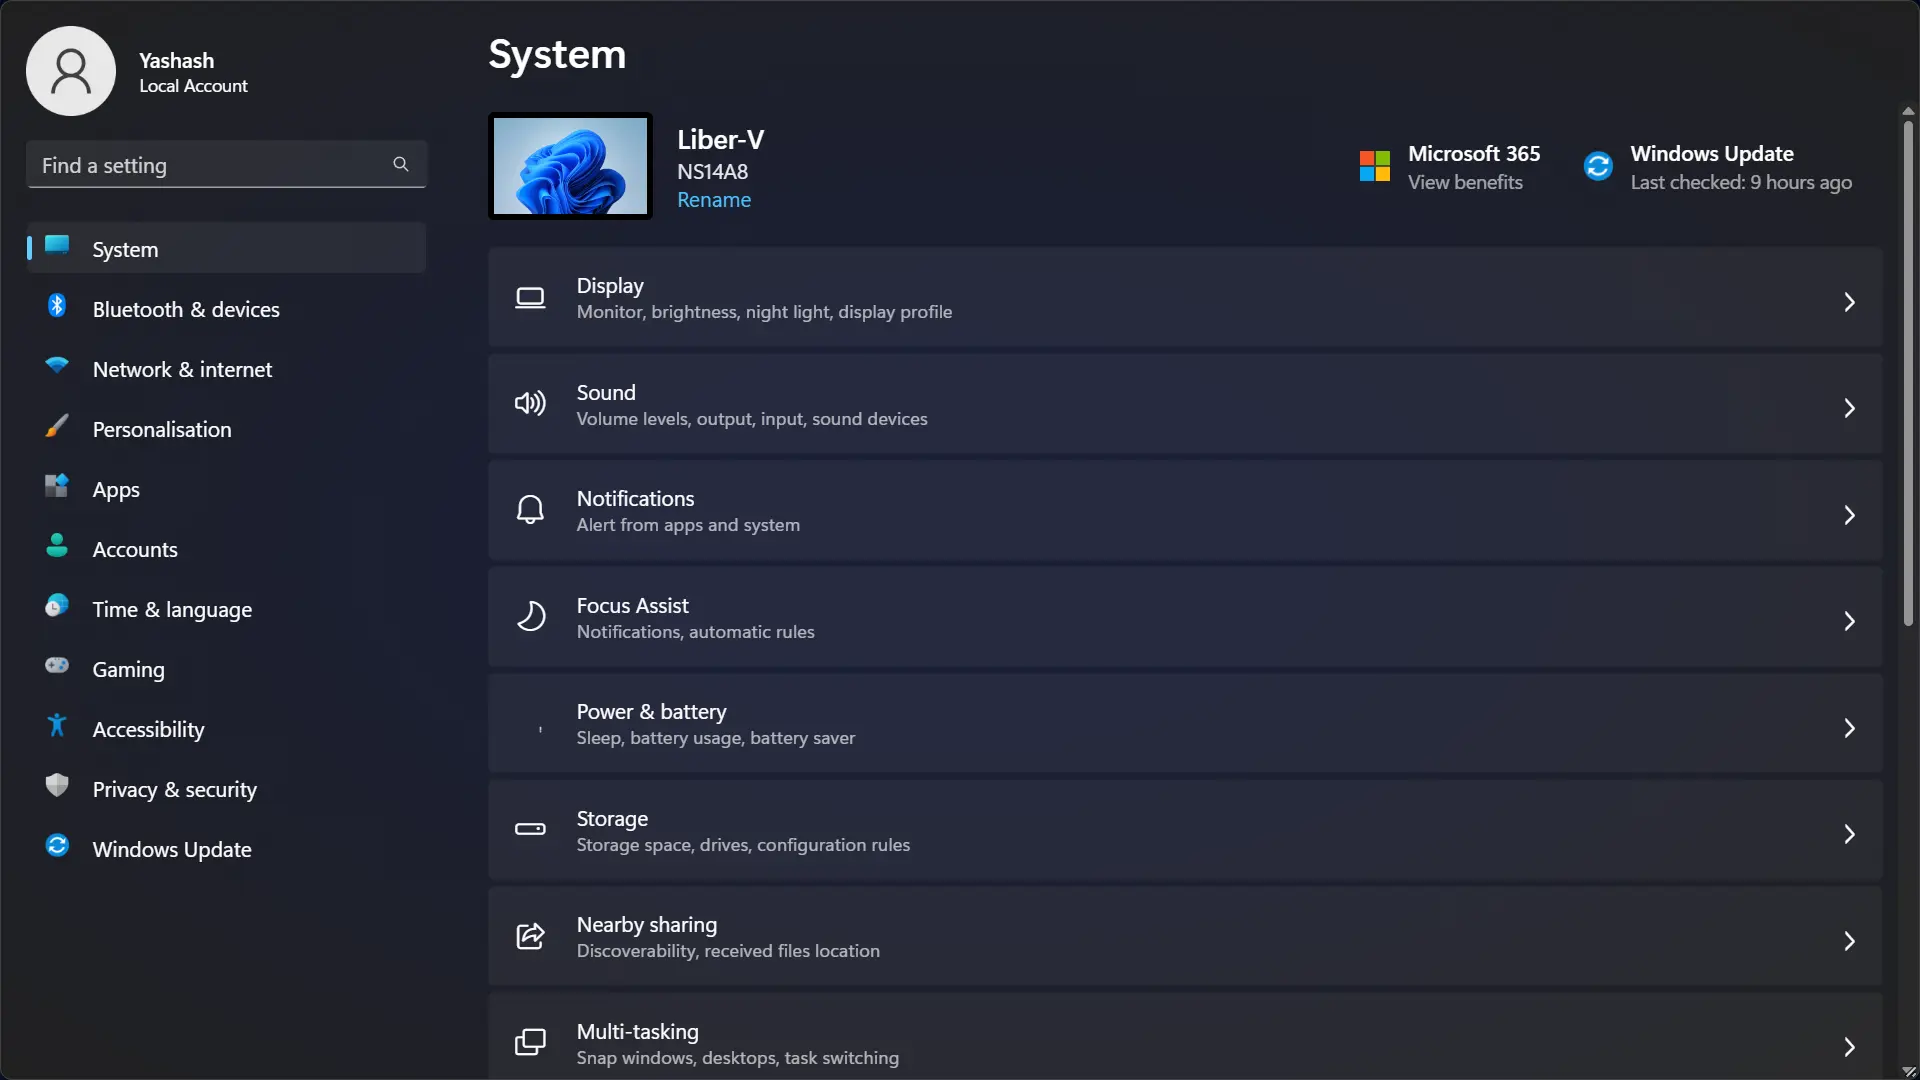 Yashash
Local Account
Find a setting
System
Bluetooth & devices
Network & internet
Personalisation
Apps
Accounts
Time & language
Gaming
Accessibility
Privacy & security
Windows Update
System
Liber-V
NS14A8
Rename
Microsoft 365
View benefits
Windows Update
Last checked: 9 hours ago
Display
Monitor, brightness, night light, display profile
Sound
Volume levels, output, input, sound devices
Notifications
Alert from apps and system
Focus Assist
Notifications, automatic rules
Power & battery
Sleep, battery usage, battery saver
Storage
Storage space, drives, configuration rules
Nearby sharing
Discoverability, received files location
Multi-tasking
Snap windows, desktops, task switching